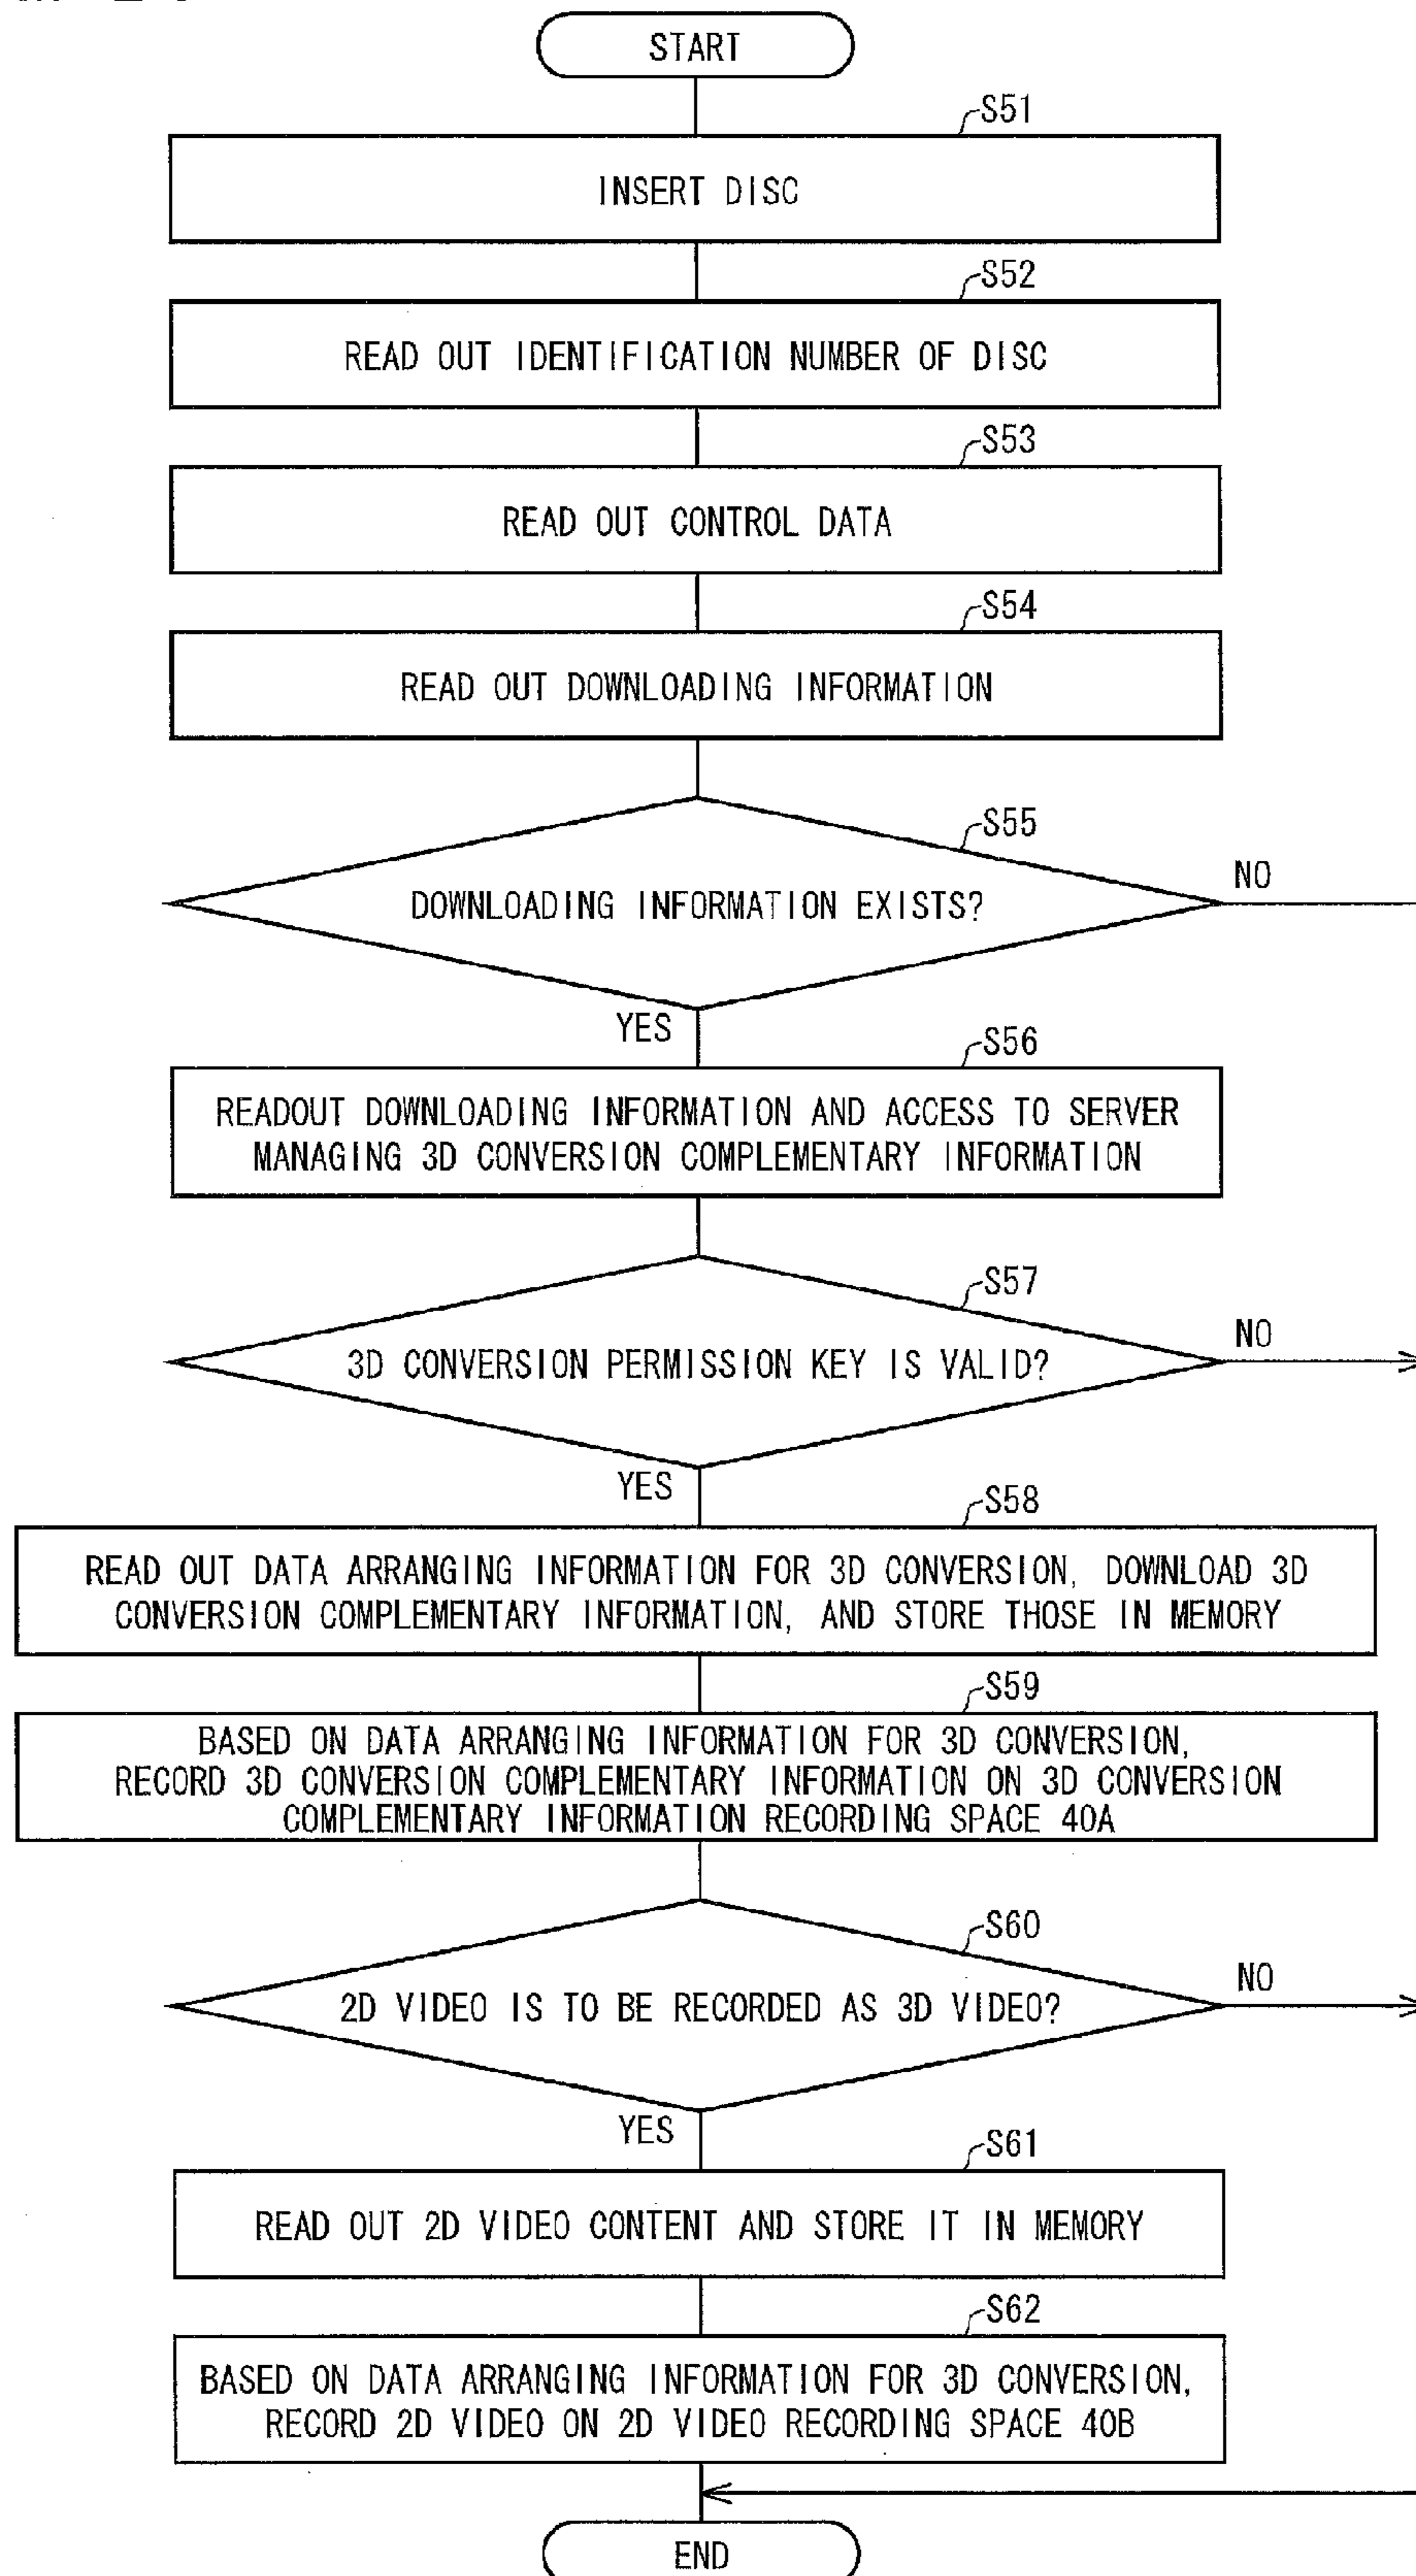 START
S51
INSERT DISC
S52
READ OUT IDENTIFICATION NUMBER OF DISC
S53
READ OUT CONTROL DATA
S54
READ OUT DOWNLOADING INFORMATION
S55
DOWNLOADING INFORMATION EXISTS?
NO
YES
S56
READOUT DOWNLOADING INFORMATION AND ACCESS TO SERVER
MANAGING 3D CONVERSION COMPLEMENTARY INFORMATION
S57
3D CONVERSION PERMISSION KEY IS VALID?
NO
YES
S58
READ OUT DATA ARRANGING INFORMATION FOR 3D CONVERSION, DOWNLOAD 3D
CONVERSION COMPLEMENTARY INFORMATION, AND STORE THOSE IN MEMORY
S59
BASED ON DATA ARRANGING INFORMATION FOR 3D CONVERSION,
RECORD 3D CONVERSION COMPLEMENTARY INFORMATION ON 3D CONVERSION
COMPLEMENTARY INFORMATION RECORDING SPACE 40A
S60
2D VIDEO IS TO BE RECORDED AS 3D VIDEO?
NO
YES
S61
READ OUT 2D VIDEO CONTENT AND STORE IT IN MEMORY
S62
BASED ON DATA ARRANGING INFORMATION FOR 3D CONVERSION,
RECORD 2D VIDEO ON 2D VIDEO RECORDING SPACE 40B
END